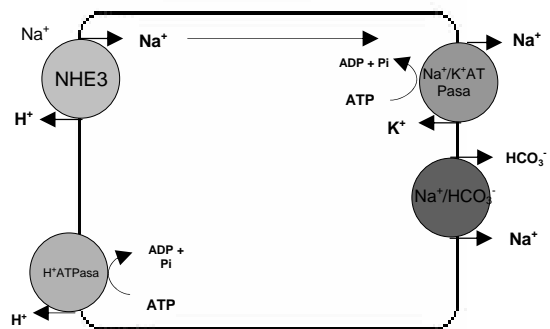 Na⁺
Na⁺
NHE3
H⁺
Na⁺
ADP + Pi
Na⁺/K⁺AT
Pasa
ATP
K⁺
HCO₃⁻
Na⁺/HCO₃⁻
Na⁺
H⁺ATPasa
ADP +
Pi
ATP
H⁺